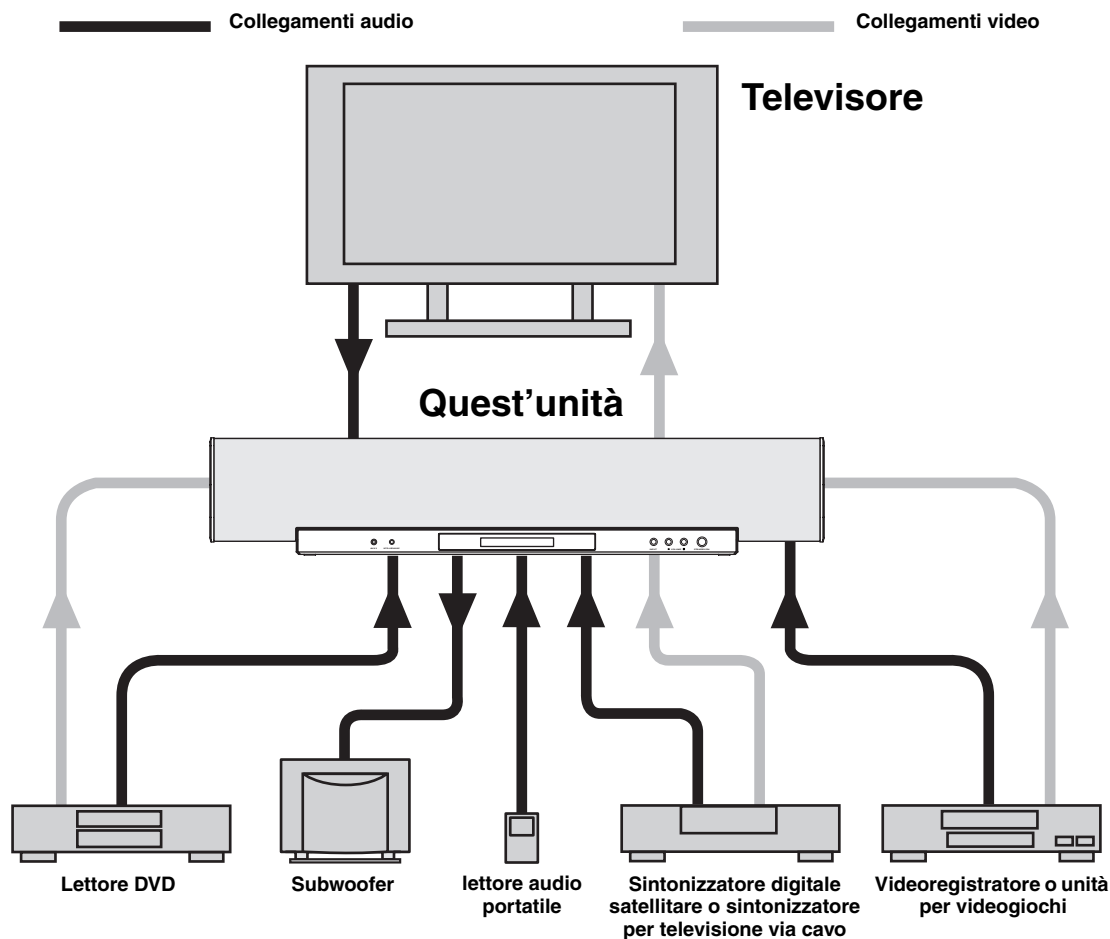 Collegamenti audio
Collegamenti video
Televisore
Quest'unità
Lettore DVD
Subwoofer
lettore audio
portatile
Sintonizzatore digitale
satellitare o sintonizzatore
per televisione via cavo
Videoregistratore o unità
per videogiochi